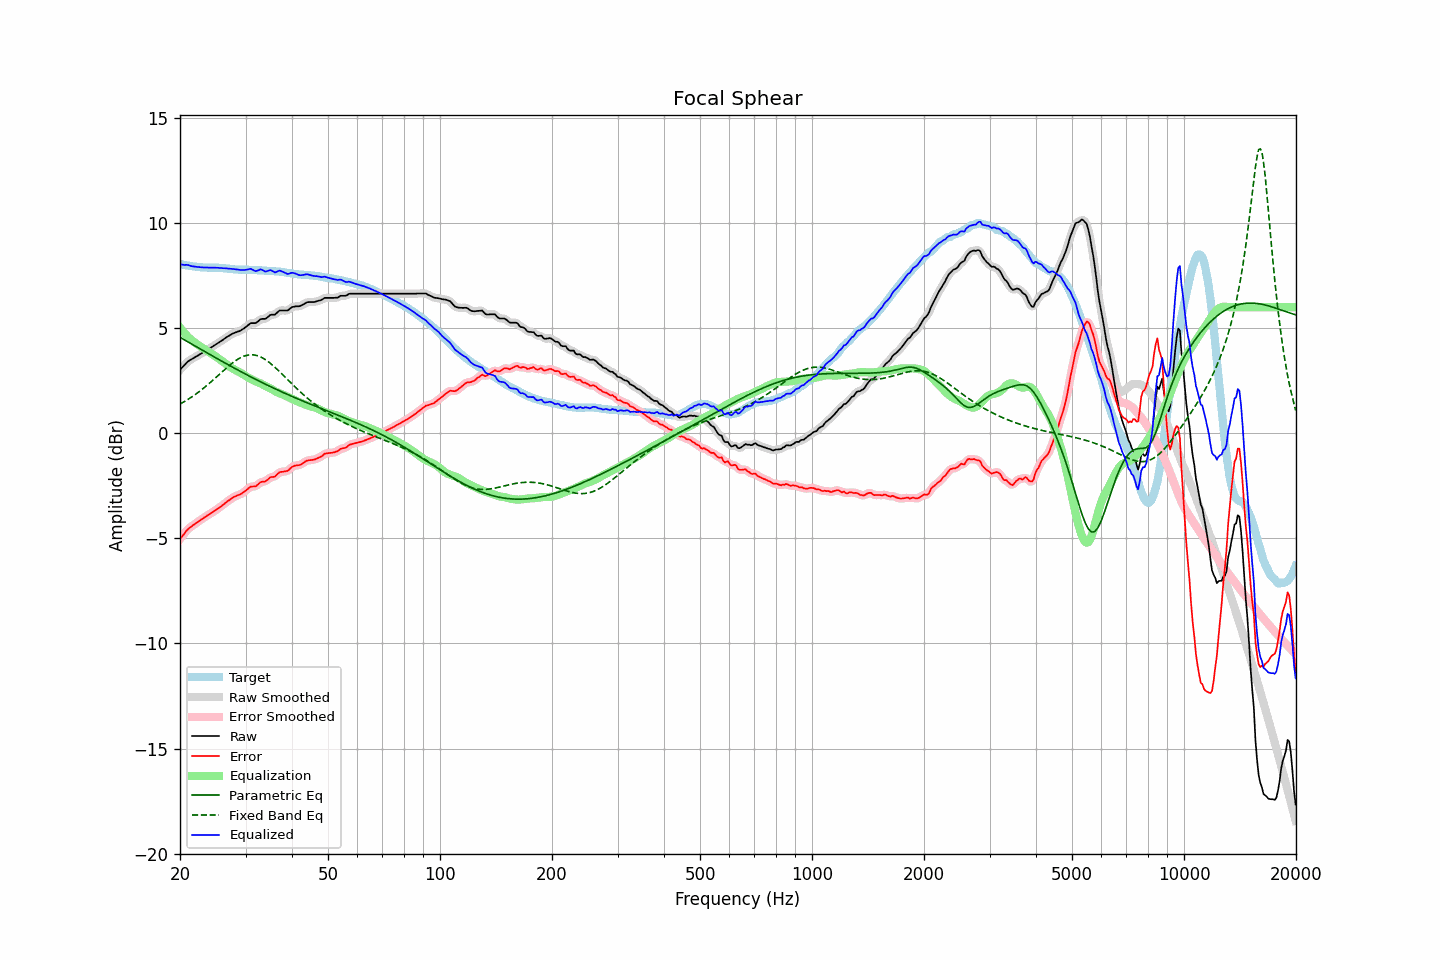 Focal Sphear
Amplitude (dBr)
15
10
5
0
−5
−10
−15
−20
Target
Raw Smoothed
Error Smoothed
Raw
Error
Equalization
Parametric Eq
Fixed Band Eq
Equalized
20 50 100 200 500 1000 2000 5000 10000 20000
Frequency (Hz)